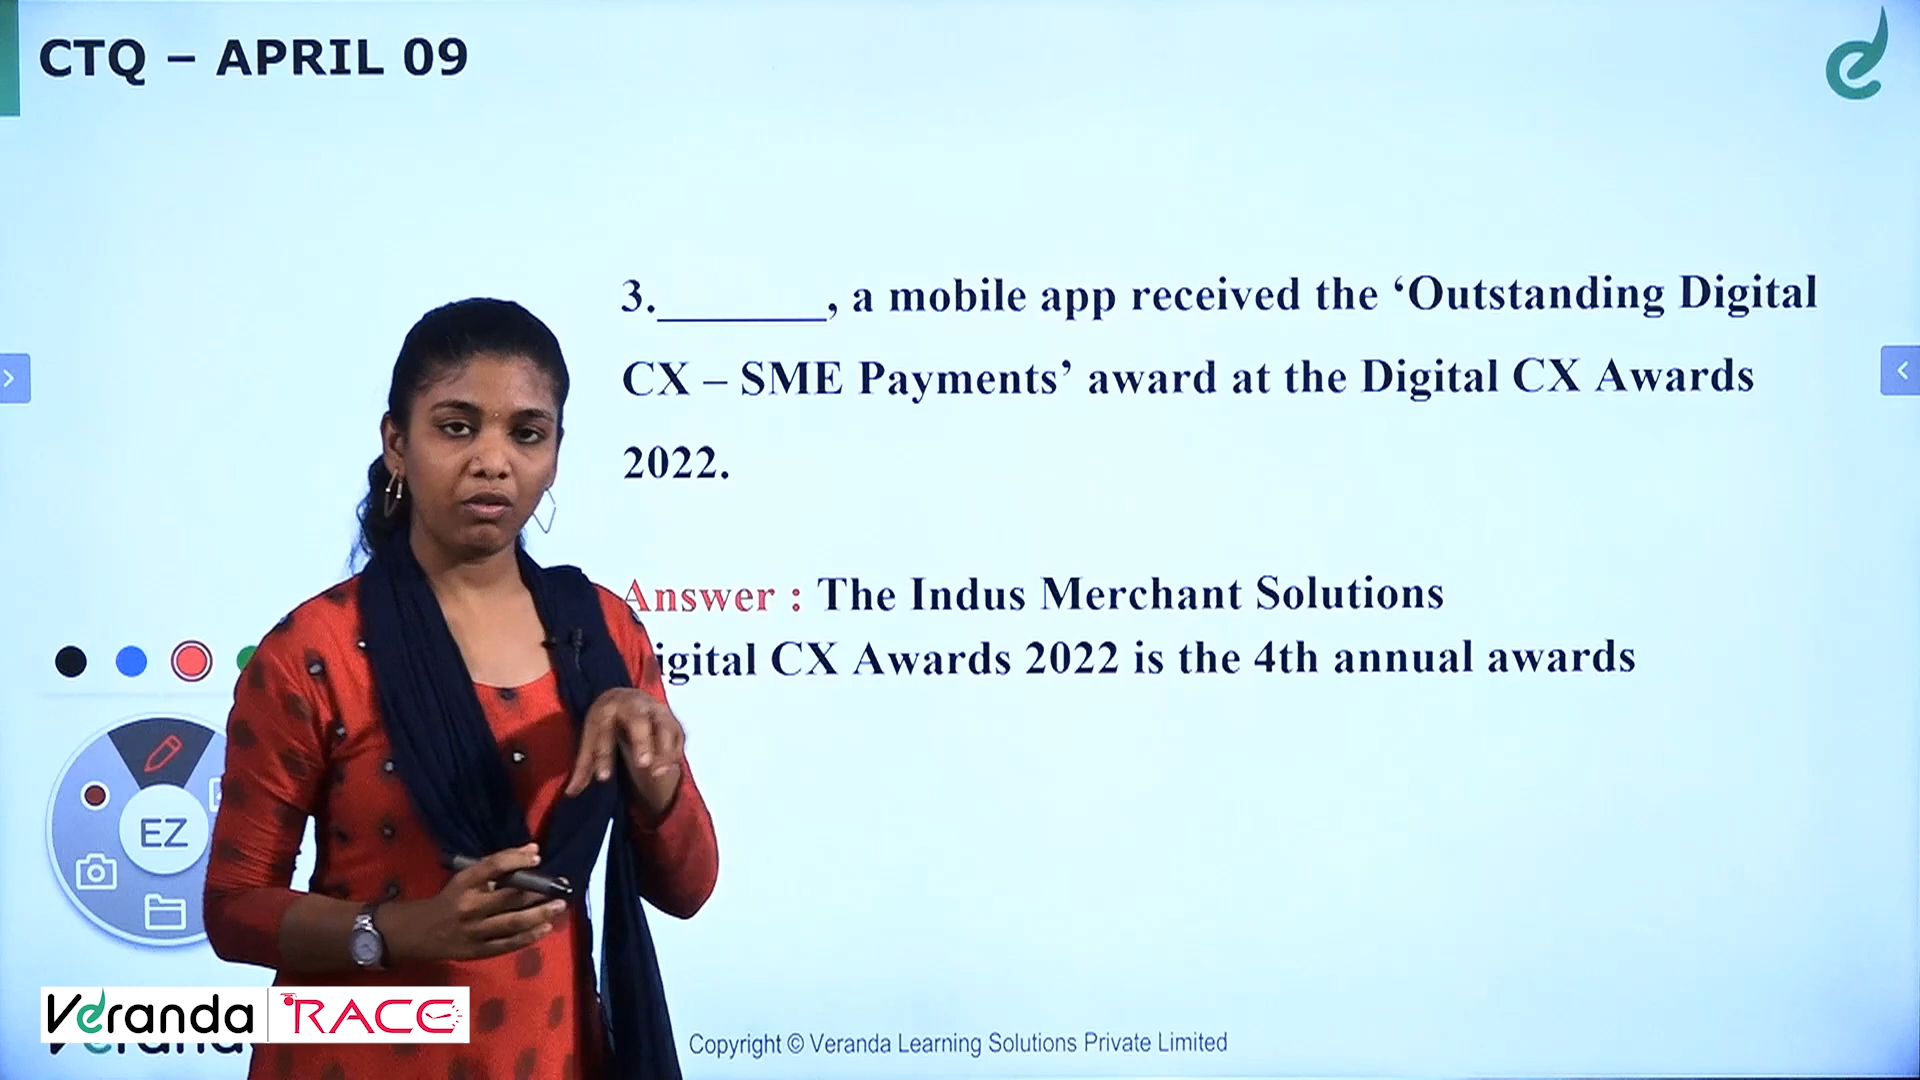 CTQ – APRIL 09
3._______, a mobile app received the ‘Outstanding Digital
CX – SME Payments’ award at the Digital CX Awards
2022.
Answer : The Indus Merchant Solutions
igital CX Awards 2022 is the 4th annual awards
EZ
Veranda RACE
Copyright © Veranda Learning Solutions Private Limited